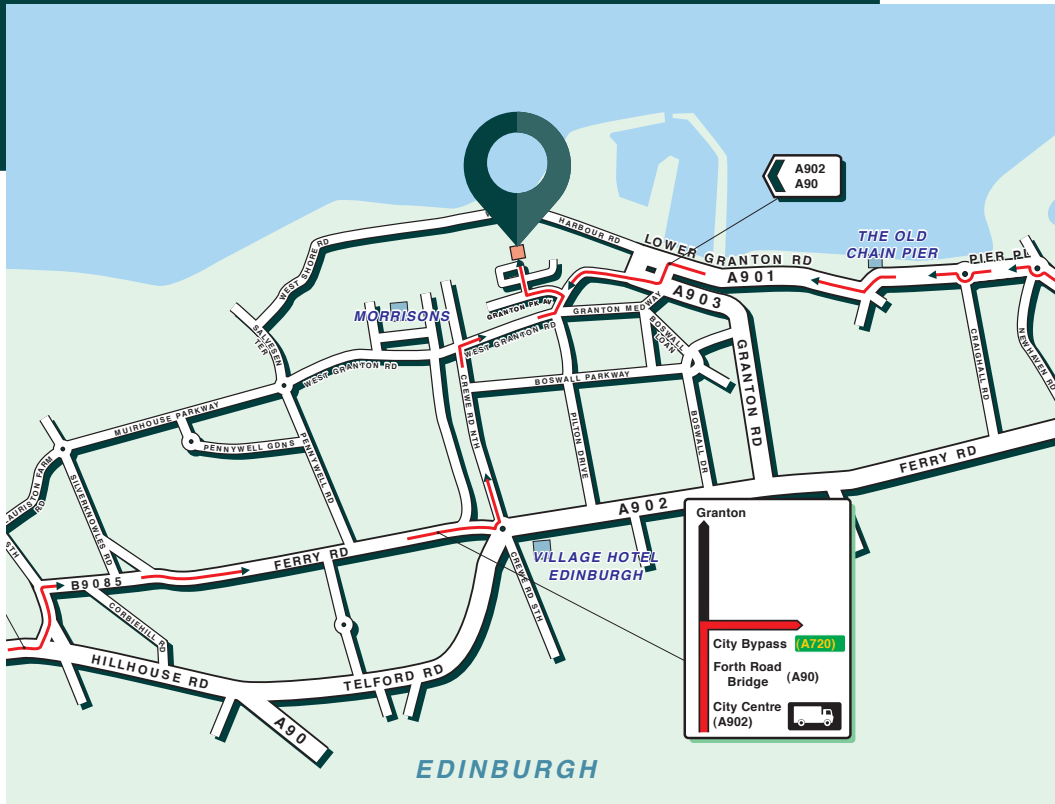 A902
A90
HARBOUR RD
LOWER GRANTON RD
THE OLD
CHAIN PIER
PIER PL
A901
WEST SHORE RD
A903
GRANTON PK AV
GRANTON MEDWAY
MORRISONS
SALVESEN
TER
WEST GRANTON RD
WEST GRANTON RD
BOSWALL
LOAN
GRANTON RD
CRAIGHALL RD
NEWHAVEN RD
BOSWALL PARKWAY
CREWE RD NTH
MUIRHOUSE PARKWAY
PENNYWELL GDNS
PENNYWELL RD
PILTON DRIVE
BOSWALL DR
FERRY RD
LAURISTON FARM
RD
SILVERKNOWES RD
STH
A902
Granton
FERRY RD
VILLAGE HOTEL
EDINBURGH
B9085
CREWE RD STH
CORBIEHILL RD
City Bypass (A720)
Forth Road
Bridge (A90)
City Centre
(A902)
HILLHOUSE RD
TELFORD RD
A90
EDINBURGH